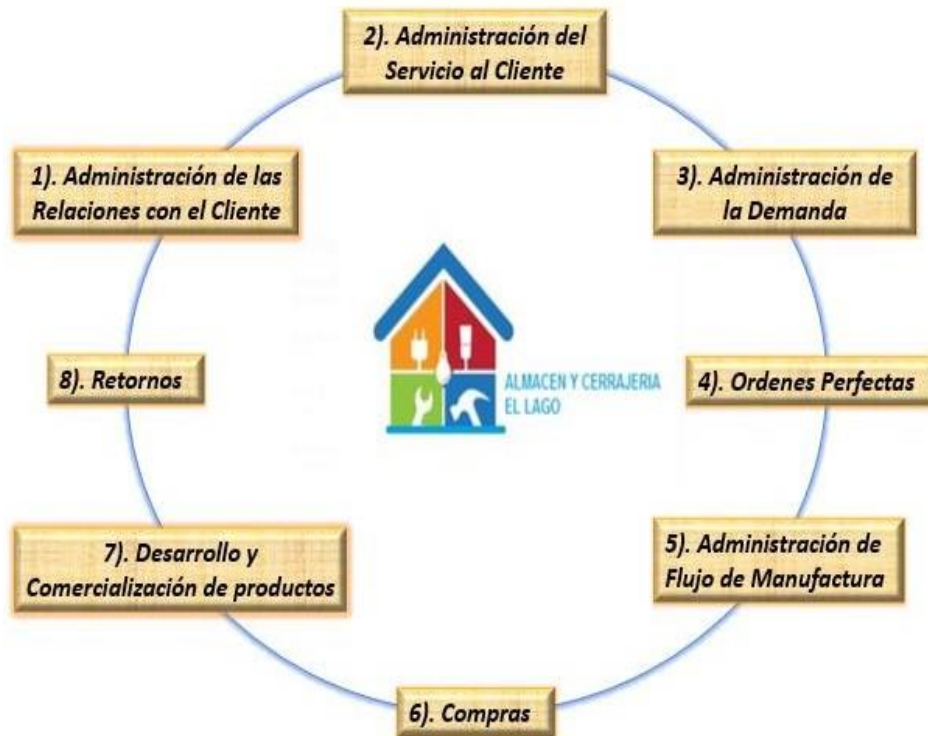 2). Administración del
Servicio al Cliente
1). Administración de las
Relaciones con el Cliente
3). Administración de
la Demanda
8). Retornos
ALMACEN Y CERRAJERIA
EL LAGO
4). Ordenes Perfectas
7). Desarrollo y
Comercialización de productos
5). Administración de
Flujo de Manufactura
6). Compras